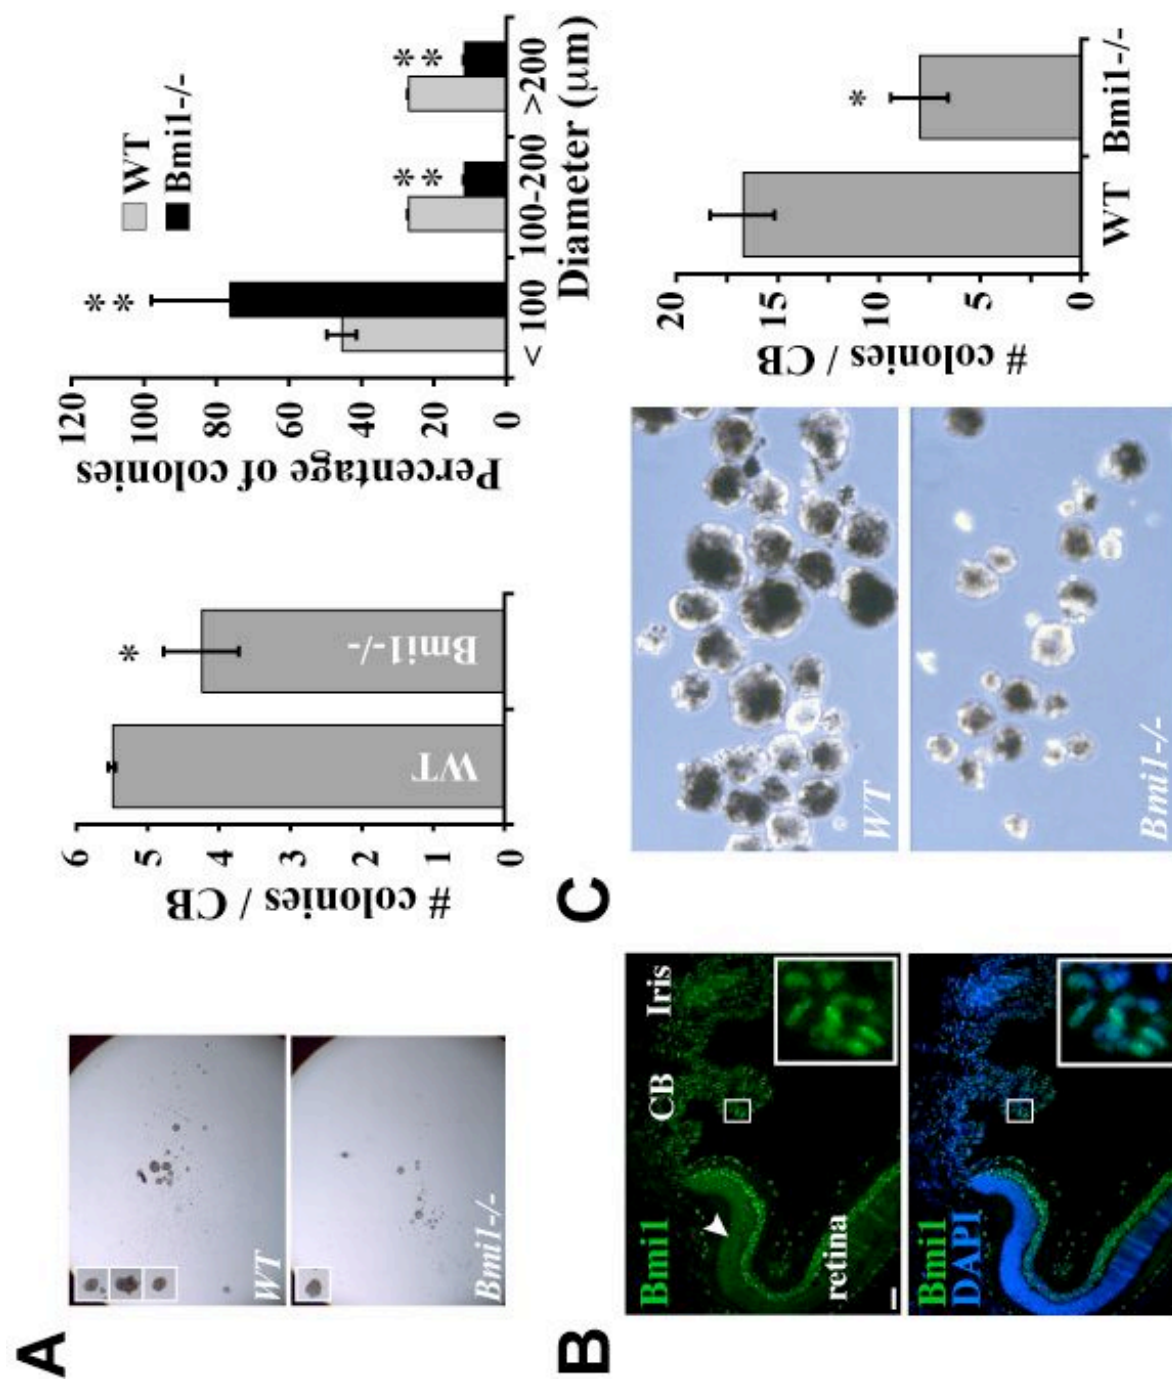 A
WT
Bmi1-/-
# colonies / CB
6
5
4
3
2
1
0
WT
Bmi1-/-
*
Percentage of colonies
120
100
80
60
40
20
0
WT
Bmi1-/-
**
**
**
<100
100-200
>200
Diameter (µm)
B
Bmi1
CB
Iris
retina
Bmi1
DAPI
C
WT
Bmi1-/-
# colonies / CB
20
15
10
5
0
*
WT
Bmi1-/-